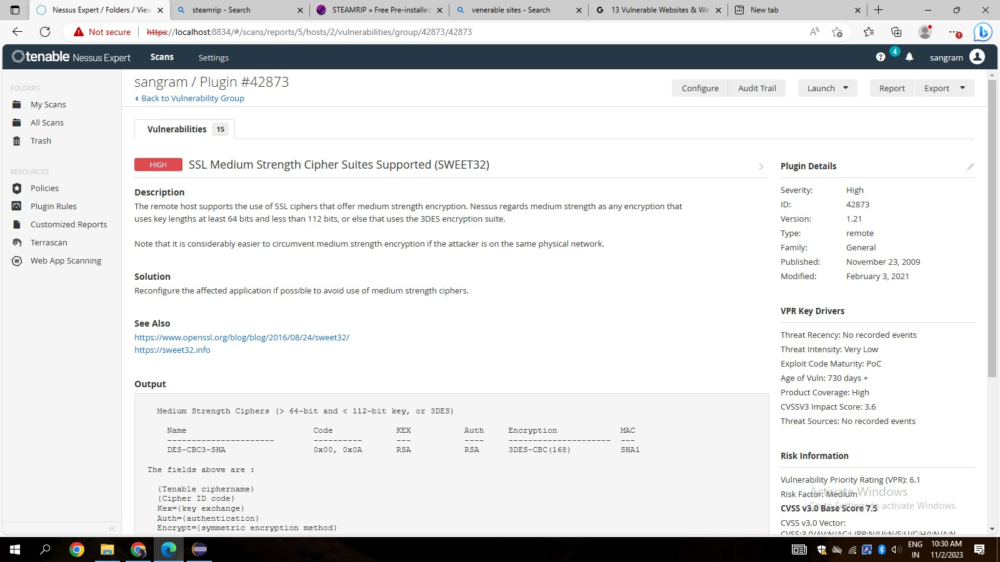 Nessus Expert / Folders / View
steamrip - Search
STEAMRIP » Free Pre-installed
venerable sites - Search
13 Vulnerable Websites & We
New tab
Not secure
https://localhost:8834/#/scans/reports/5/hosts/2/vulnerabilities/group/42873/42873
tenable Nessus Expert
Scans
Settings
4
sangram
FOLDERS
My Scans
All Scans
Trash
RESOURCES
Policies
Plugin Rules
Customized Reports
Terrascan
Web App Scanning
sangram / Plugin #42873
‹ Back to Vulnerability Group
Configure
Audit Trail
Launch
Report
Export
Vulnerabilities 15
HIGH SSL Medium Strength Cipher Suites Supported (SWEET32)
Description
The remote host supports the use of SSL ciphers that offer medium strength encryption. Nessus regards medium strength as any encryption that
uses key lengths at least 64 bits and less than 112 bits, or else that uses the 3DES encryption suite.
Note that it is considerably easier to circumvent medium strength encryption if the attacker is on the same physical network.
Solution
Reconfigure the affected application if possible to avoid use of medium strength ciphers.
See Also
https://www.openssl.org/blog/blog/2016/08/24/sweet32/
https://sweet32.info
Output
Medium Strength Ciphers (> 64-bit and < 112-bit key, or 3DES)
Name Code KEX Auth Encryption MAC
---------------------- ---------- --- ---- --------------------- ---
DES-CBC3-SHA 0x00, 0x0A RSA RSA 3DES-CBC(168) SHA1
The fields above are :
{Tenable ciphername}
{Cipher ID code}
Kex={key exchange}
Auth={authentication}
Encrypt={symmetric encryption method}
Plugin Details
Severity: High
ID: 42873
Version: 1.21
Type: remote
Family: General
Published: November 23, 2009
Modified: February 3, 2021
VPR Key Drivers
Threat Recency: No recorded events
Threat Intensity: Very Low
Exploit Code Maturity: PoC
Age of Vuln: 730 days +
Product Coverage: High
CVSSV3 Impact Score: 3.6
Threat Sources: No recorded events
Risk Information
Vulnerability Priority Rating (VPR): 6.1
Risk Factor: Medium
CVSS v3.0 Base Score 7.5
CVSS v3.0 Vector:
CVSS:3.0/AV:N/AC:L/PR:N/UI:N/S:U/C:H/I:N/A:N
Activate Windows
Go to Settings to activate Windows.
ENG
IN
10:30 AM
11/2/2023